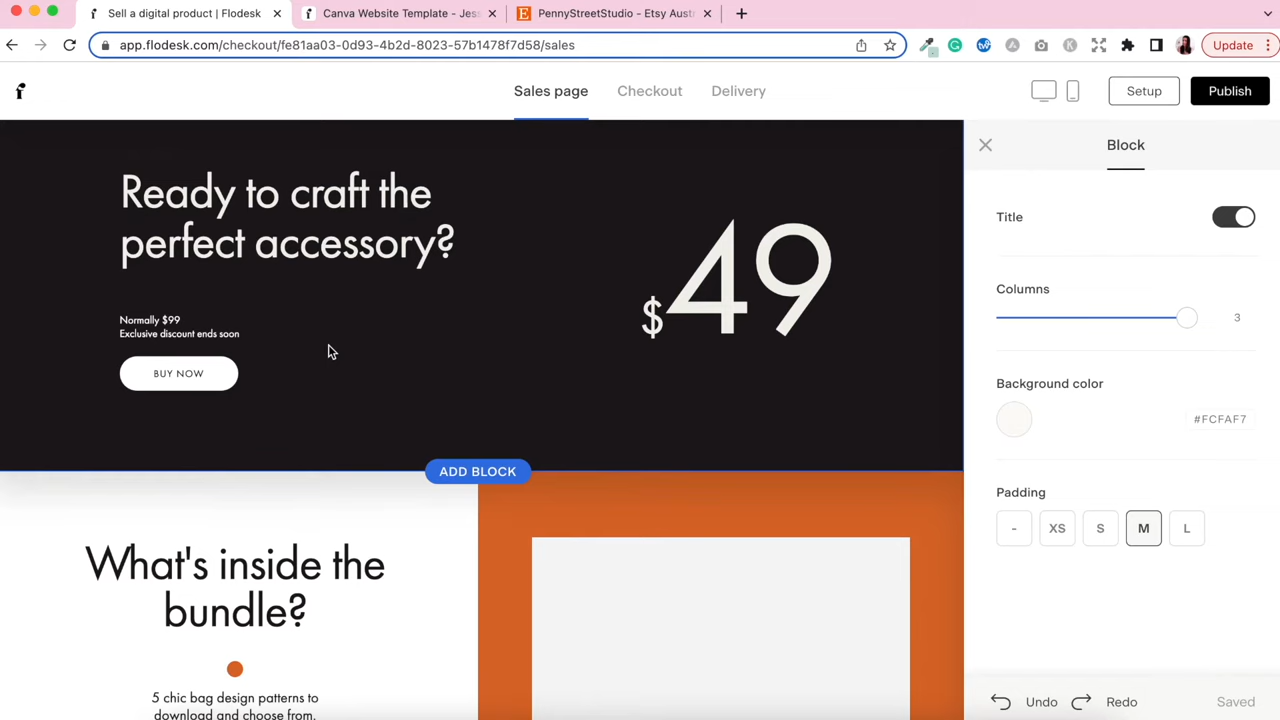 Sell a digital product | Flodesk
Canva Website Template - Jess
PennyStreetStudio - Etsy Austr
app.flodesk.com/checkout/fe81aa03-0d93-4b2d-8023-57b1478f7d58/sales
Update
Sales page
Checkout
Delivery
Setup
Publish
Ready to craft the
perfect accessory?
$49
Normally $99
Exclusive discount ends soon
BUY NOW
ADD BLOCK
What's inside the
bundle?
5 chic bag design patterns to
download and choose from.
Block
Title
Columns
3
Background color
#FCFAF7
Padding
- XS S M L
Undo
Redo
Saved